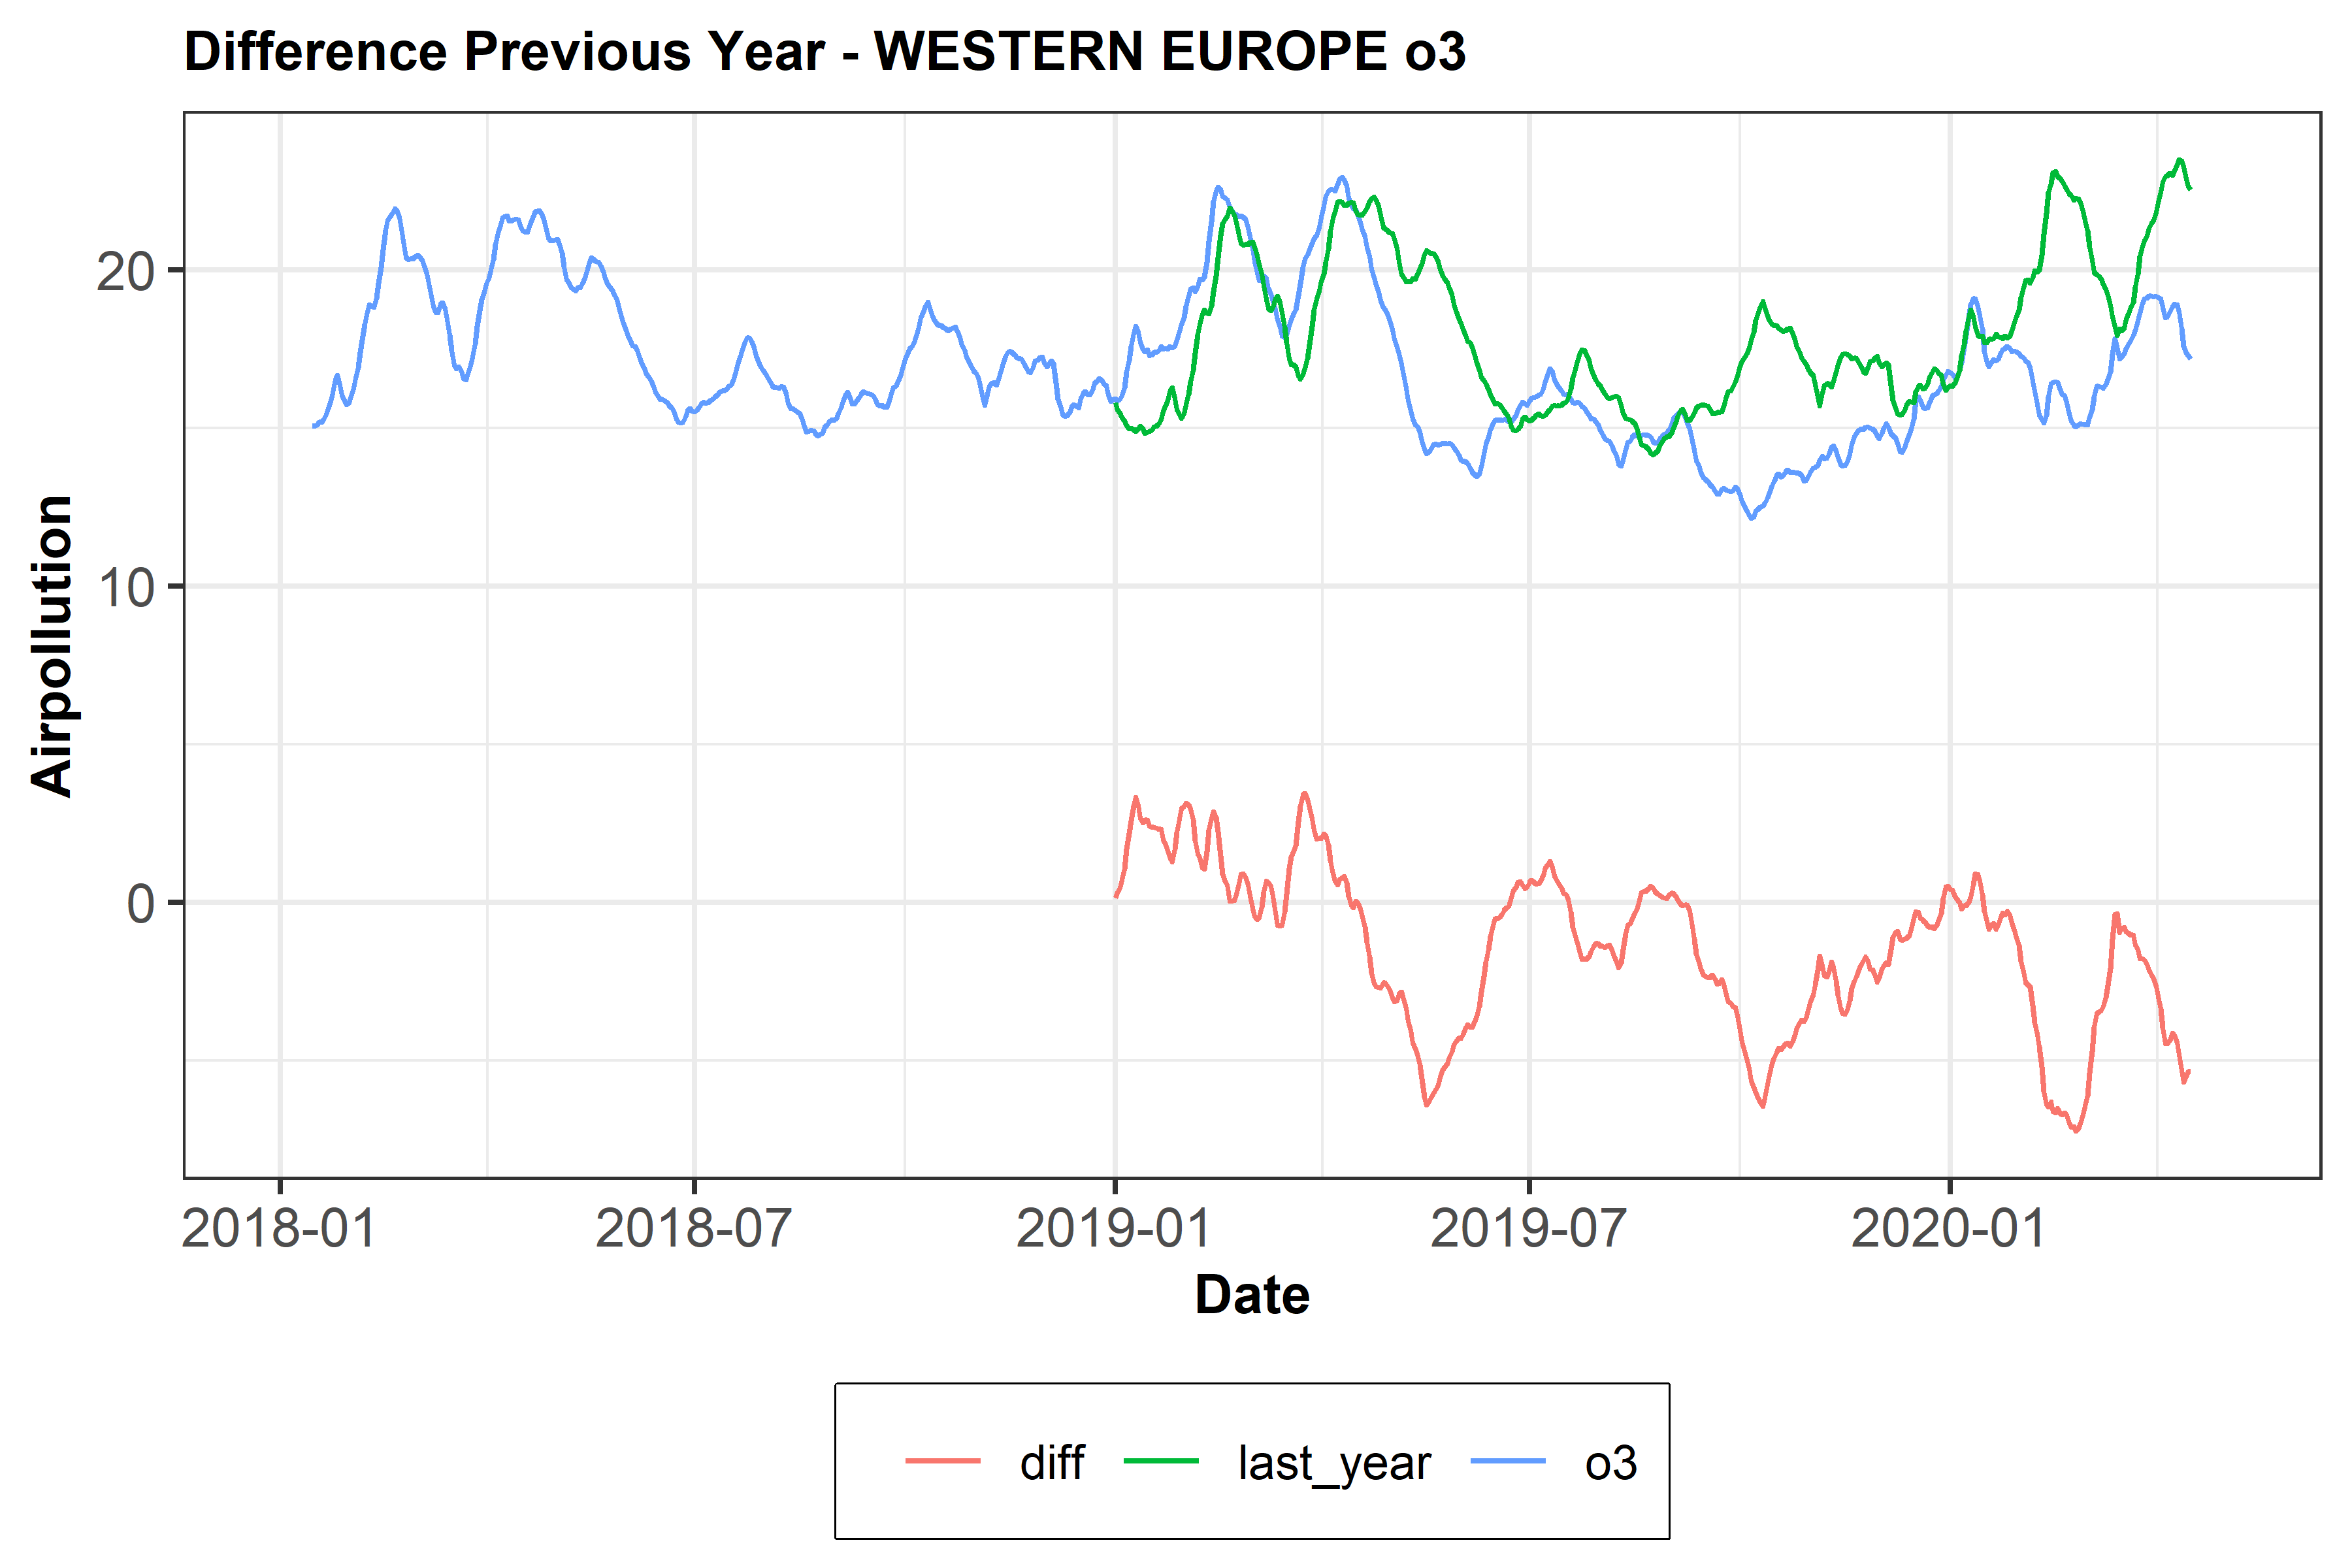 Difference Previous Year - WESTERN EUROPE o3
Airpollution
20
10
0
2018-01 2018-07 2019-01 2019-07 2020-01
Date
diff last_year o3